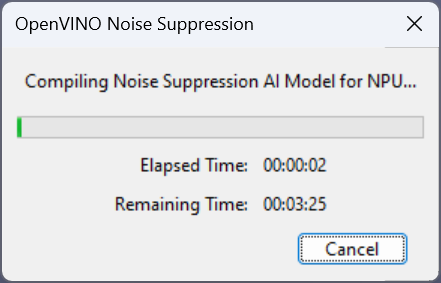 OpenVINO Noise Suppression
Compiling Noise Suppression AI Model for NPU...
Elapsed Time: 00:00:02
Remaining Time: 00:03:25
Cancel